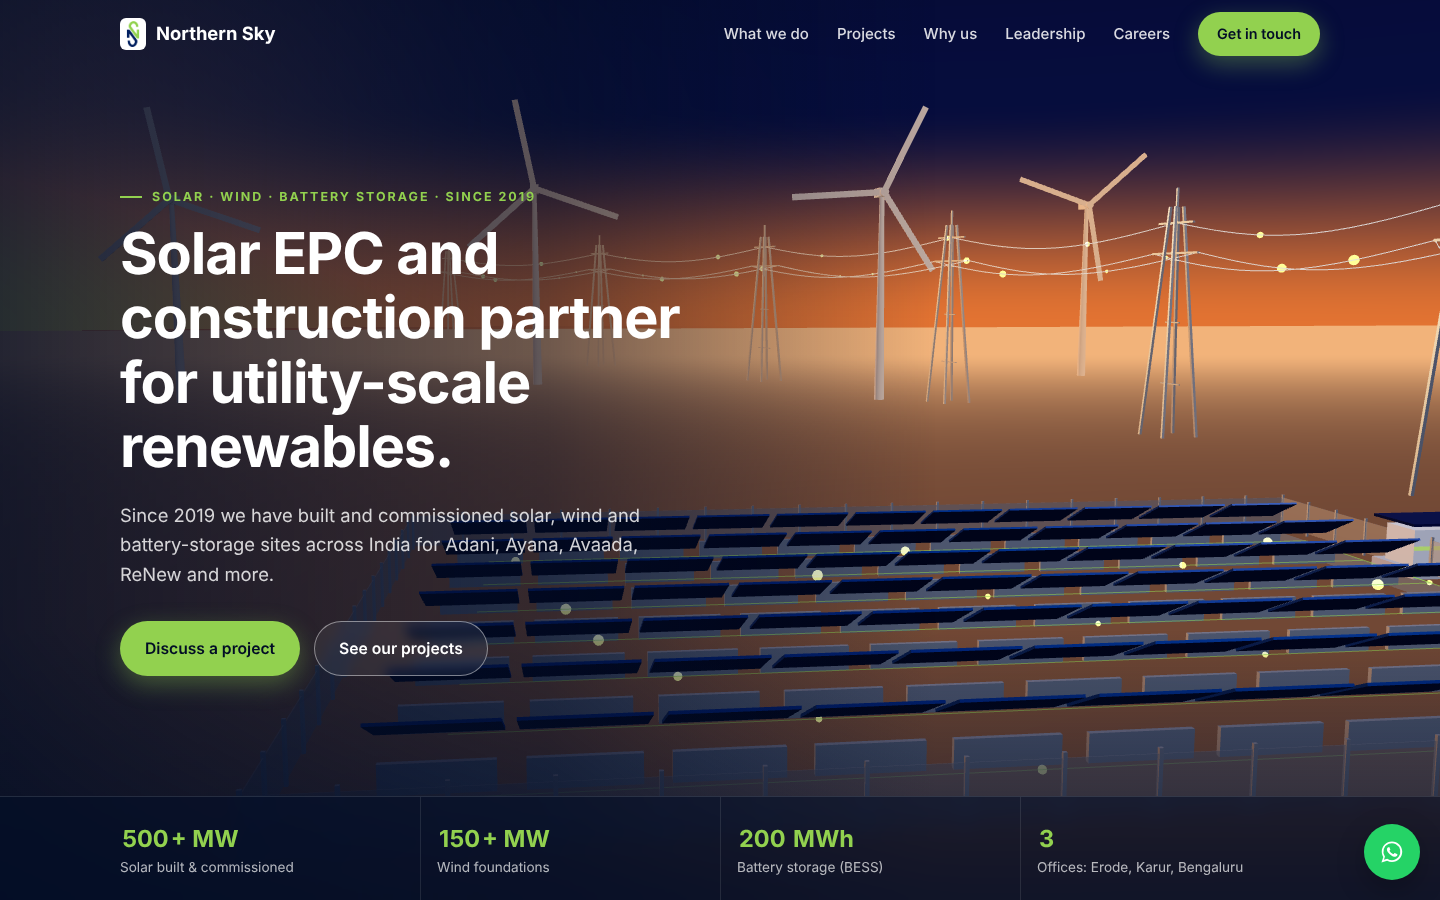 Northern Sky
What we do
Projects
Why us
Leadership
Careers
Get in touch
SOLAR · WIND · BATTERY STORAGE · SINCE 2019
Solar EPC and
construction partner
for utility-scale
renewables.
Since 2019 we have built and commissioned solar, wind and
battery-storage sites across India for Adani, Ayana, Avaada,
ReNew and more.
Discuss a project
See our projects
500+ MW
Solar built & commissioned
150+ MW
Wind foundations
200 MWh
Battery storage (BESS)
3
Offices: Erode, Karur, Bengaluru